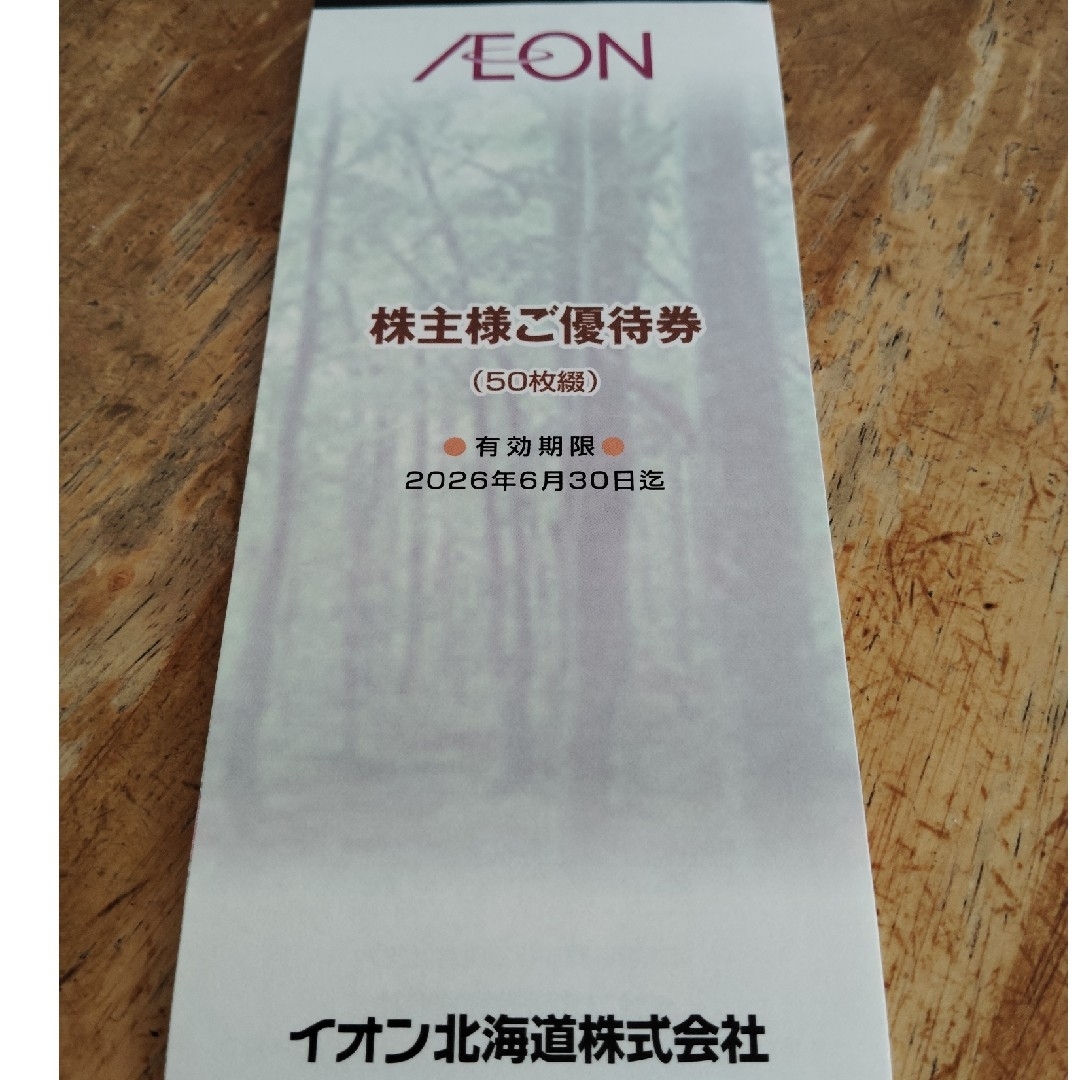 ÆON
株主様ご優待券
（50枚綴）
●有効期限●
2026年6月30日迄
イオン北海道株式会社